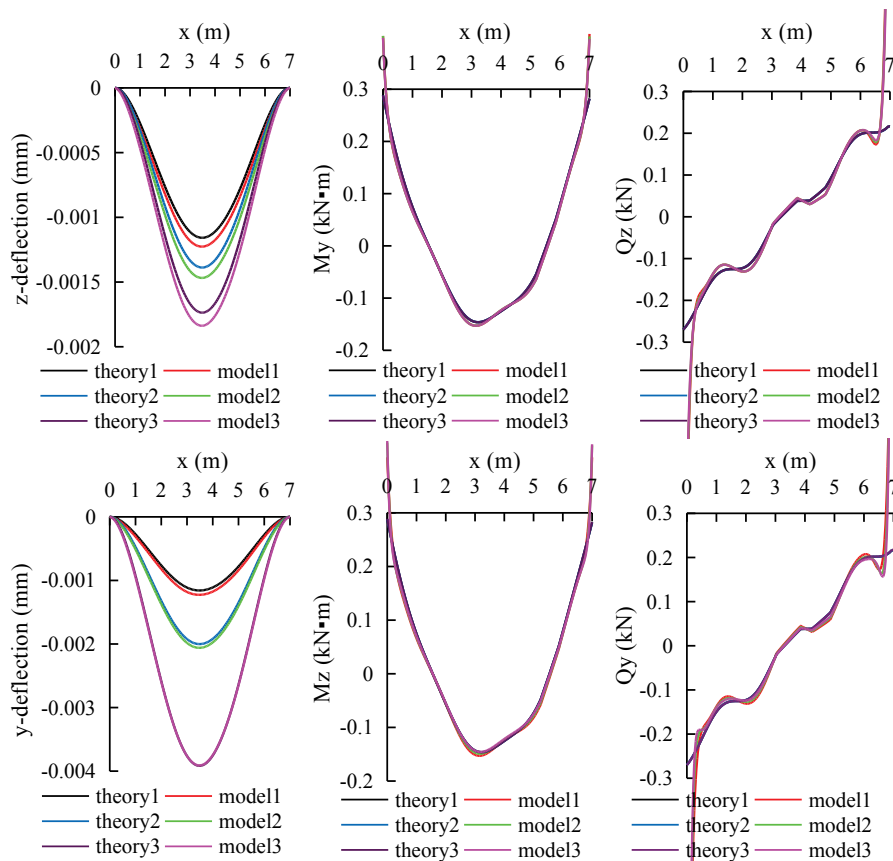 x (m)
0 1 2 3 4 5 6 7
0
-0.0005
-0.001
-0.0015
-0.002
z-deflection (mm)
theory1 model1
theory2 model2
theory3 model3
x (m)
0 1 2 3 4 5 6 7
0.3
0.2
0.1
0
-0.1
-0.2
My (kN▪m)
theory1 model1
theory2 model2
theory3 model3
x (m)
0 1 2 3 4 5 6 7
0.3
0.2
0.1
0
-0.1
-0.2
-0.3
Qz (kN)
theory1 model1
theory2 model2
theory3 model3
x (m)
0 1 2 3 4 5 6 7
0
-0.001
-0.002
-0.003
-0.004
y-deflection (mm)
theory1 model1
theory2 model2
theory3 model3
x (m)
0 1 2 3 4 5 6 7
0.3
0.2
0.1
0
-0.1
-0.2
Mz (kN▪m)
theory1 model1
theory2 model2
theory3 model3
x (m)
0 1 2 3 4 5 6 7
0.3
0.2
0.1
0
-0.1
-0.2
-0.3
Qy (kN)
theory1 model1
theory2 model2
theory3 model3